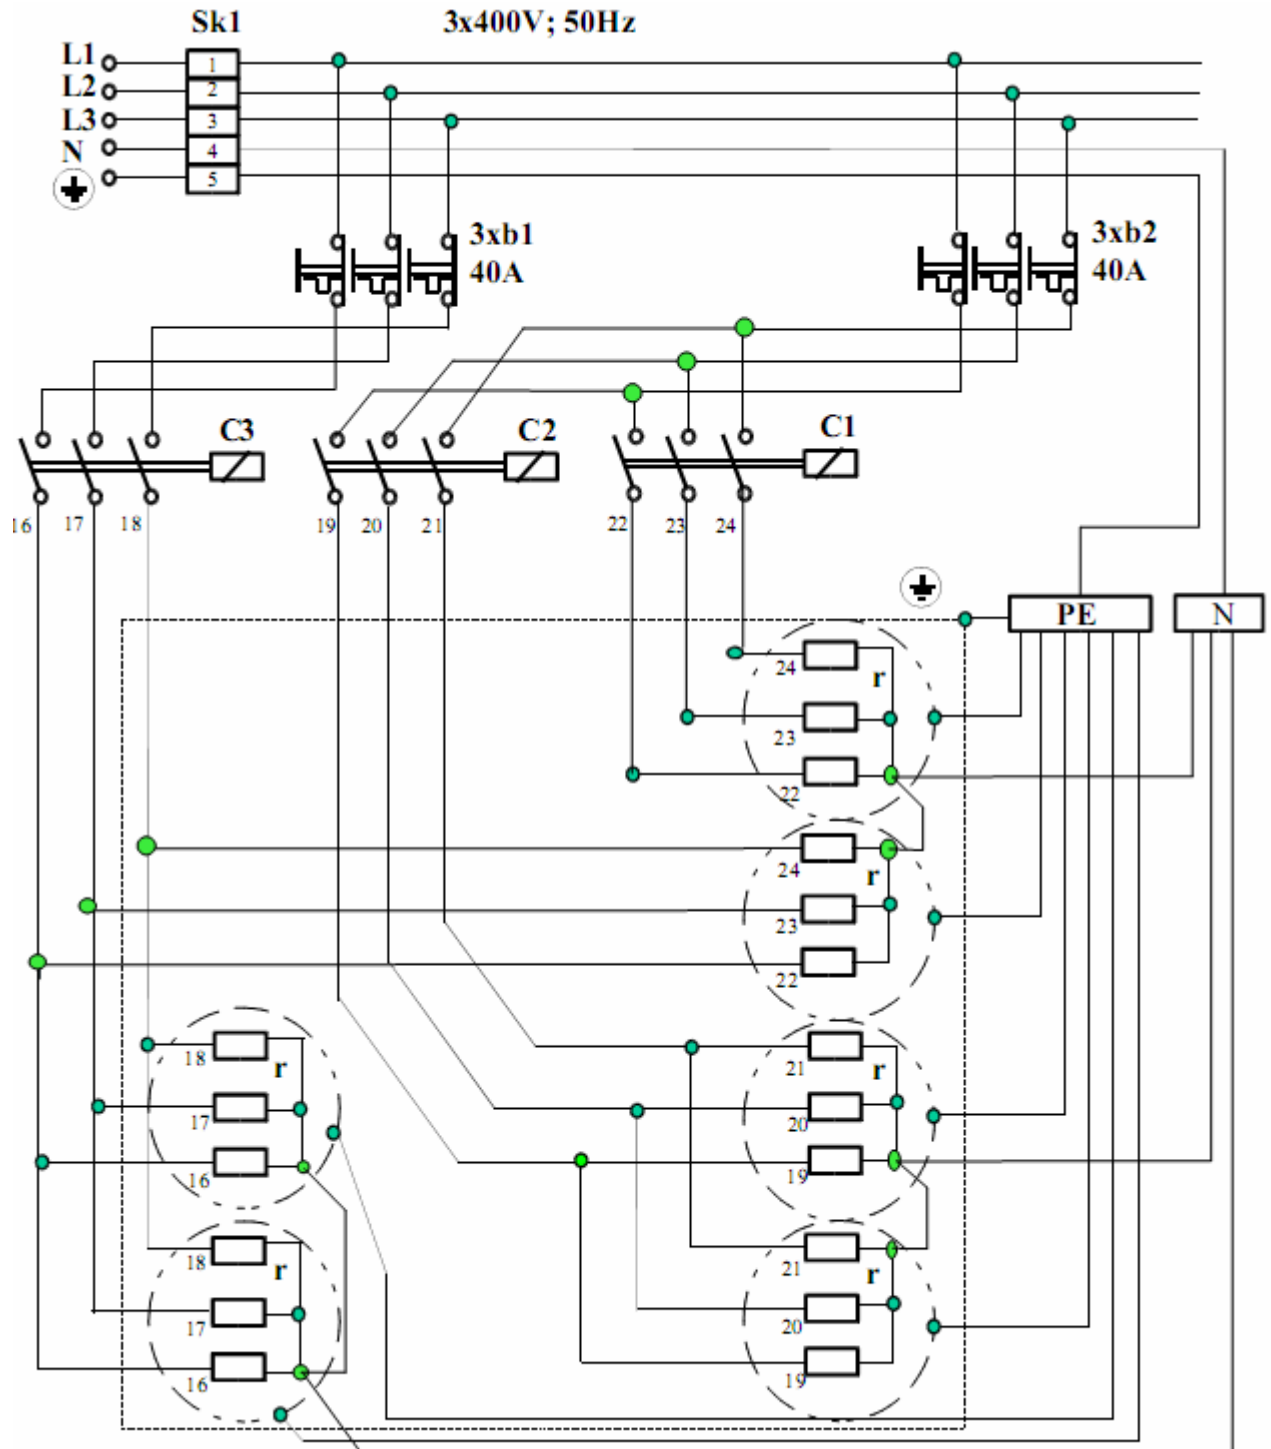 Sk1 3x400V; 50Hz
L1 1
L2 2
L3 3
N 4
5
3xb1 3xb2
40A 40A
C3 C2 C1
16 17 18 19 20 21 22 23 24
PE N
24 r
23
22
24 r
23
22
18 r 21 r
17 20
16 19
18 r 21 r
17 20
16 19